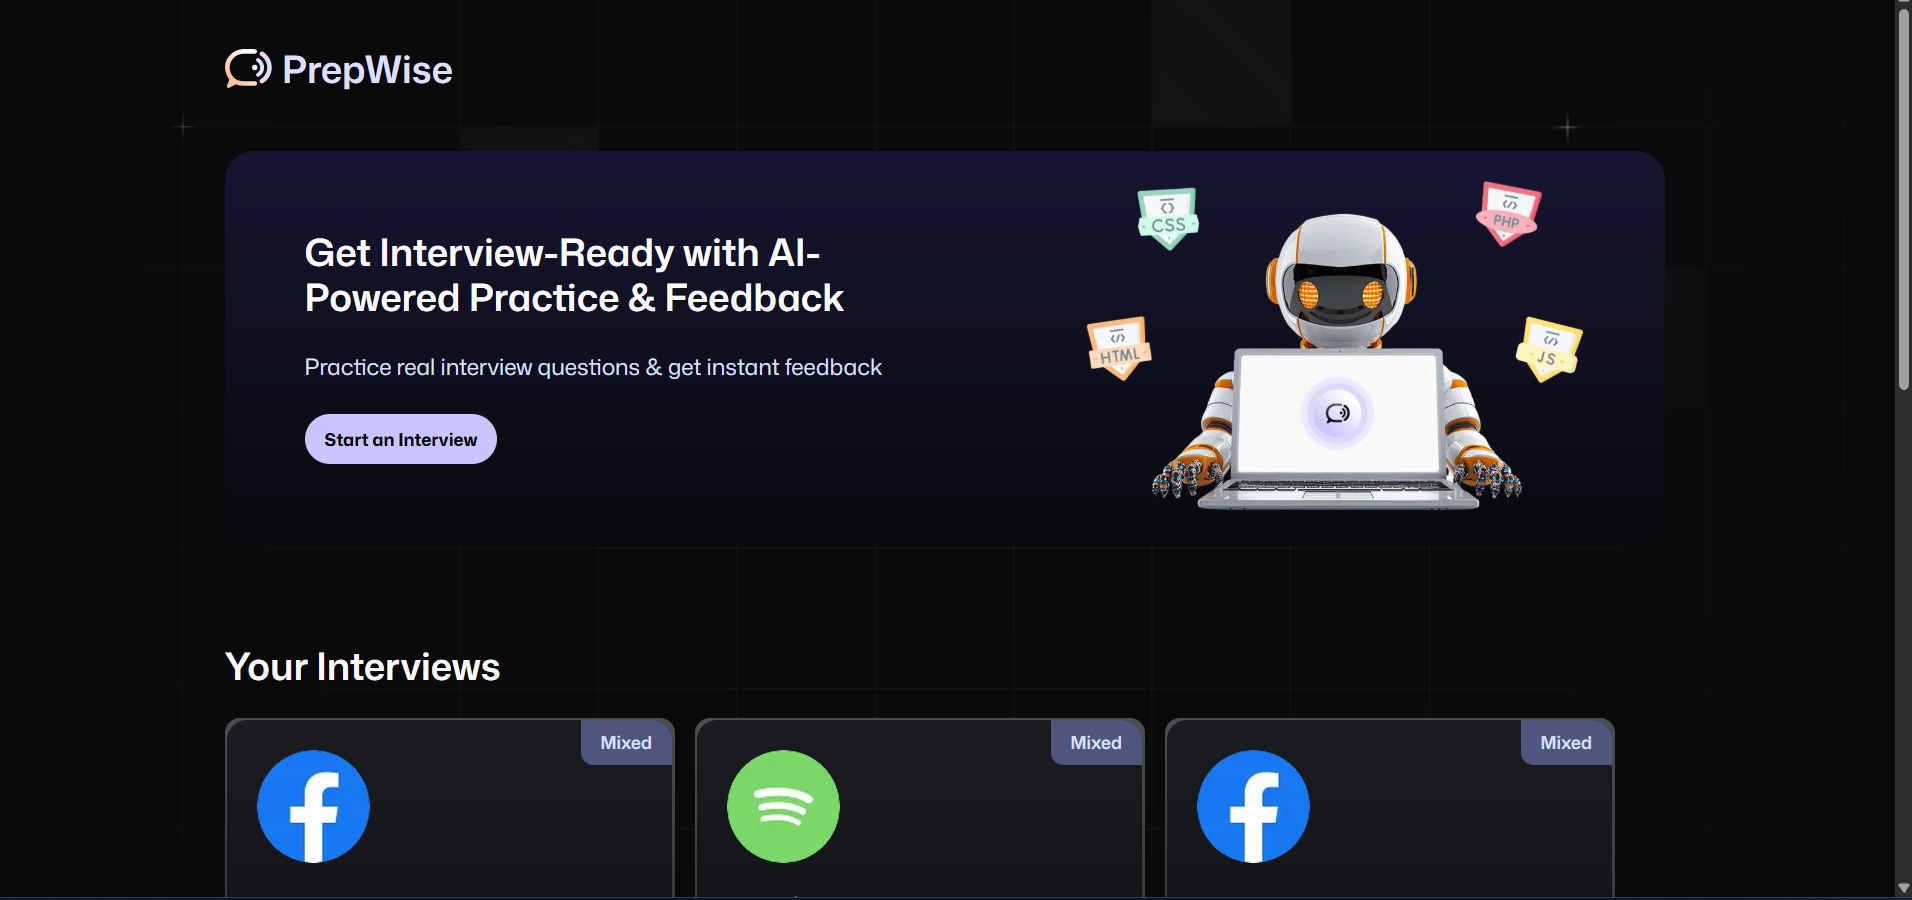 PrepWise
Get Interview-Ready with AI-
Powered Practice & Feedback
Practice real interview questions & get instant feedback
Start an Interview
CSS
PHP
HTML
JS
Your Interviews
Mixed
Mixed
Mixed